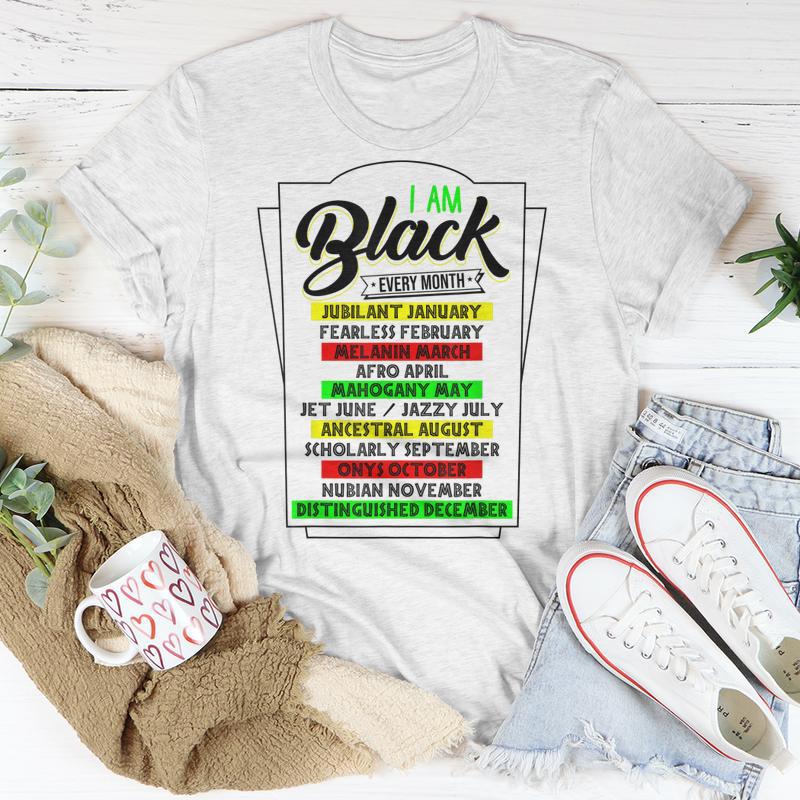 I AM
Black
EVERY MONTH
JUBILANT JANUARY
FEARLESS FEBRUARY
MELANIN MARCH
AFRO APRIL
MAHOGANY MAY
JET JUNE / JAZZY JULY
ANCESTRAL AUGUST
SCHOLARLY SEPTEMBER
ONYS OCTOBER
NUBIAN NOVEMBER
DISTINGUISHED DECEMBER